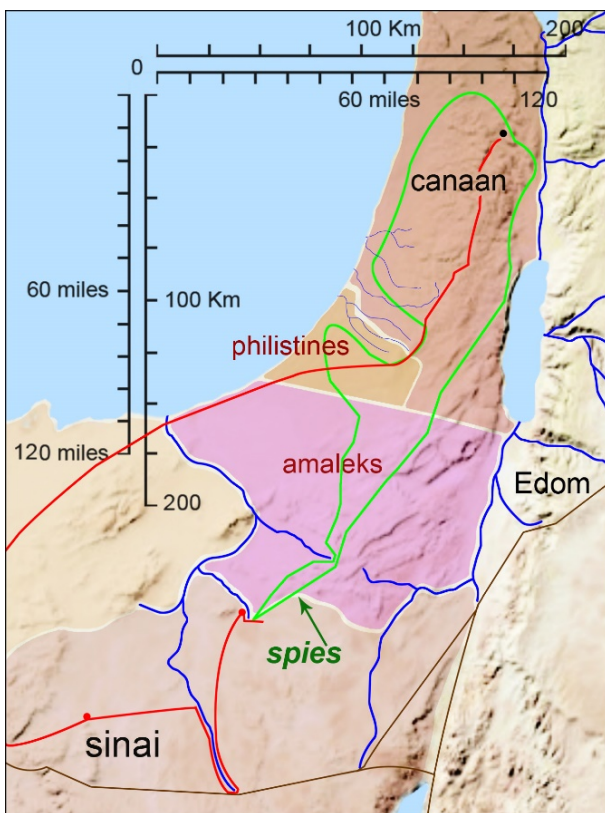 100 Km
200
0
60 miles
120
canaan
60 miles
100 Km
philistines
120 miles
amaleks
Edom
200
spies
sinai